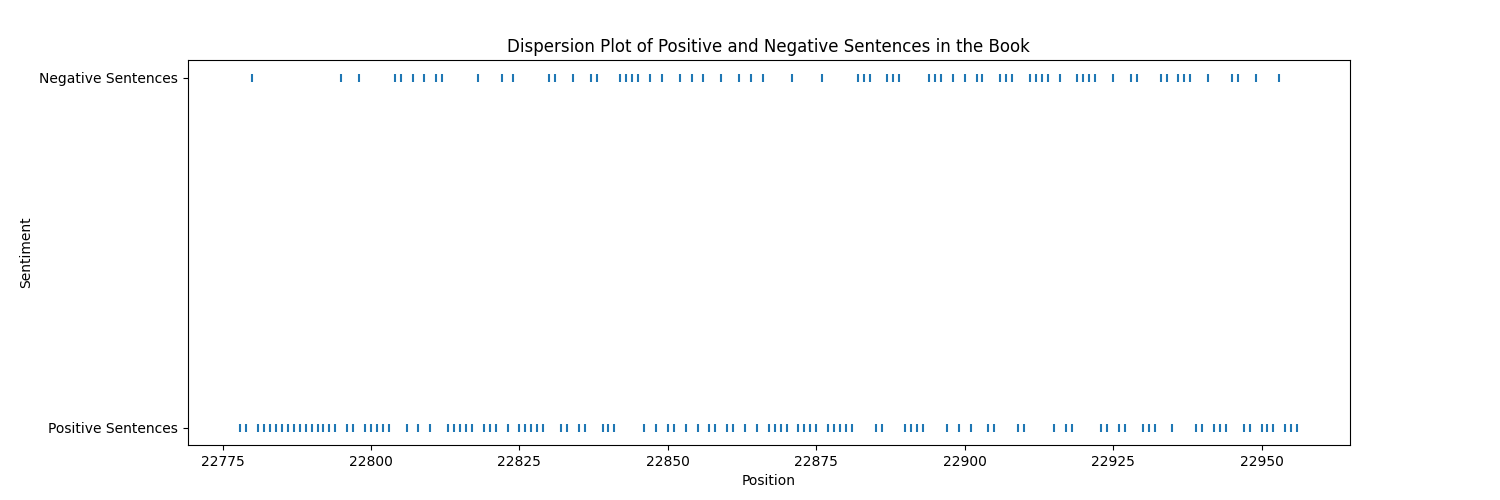 Dispersion Plot of Positive and Negative Sentences in the Book
Negative Sentences
Sentiment
Positive Sentences
22775 22800 22825 22850 22875 22900 22925 22950
Position